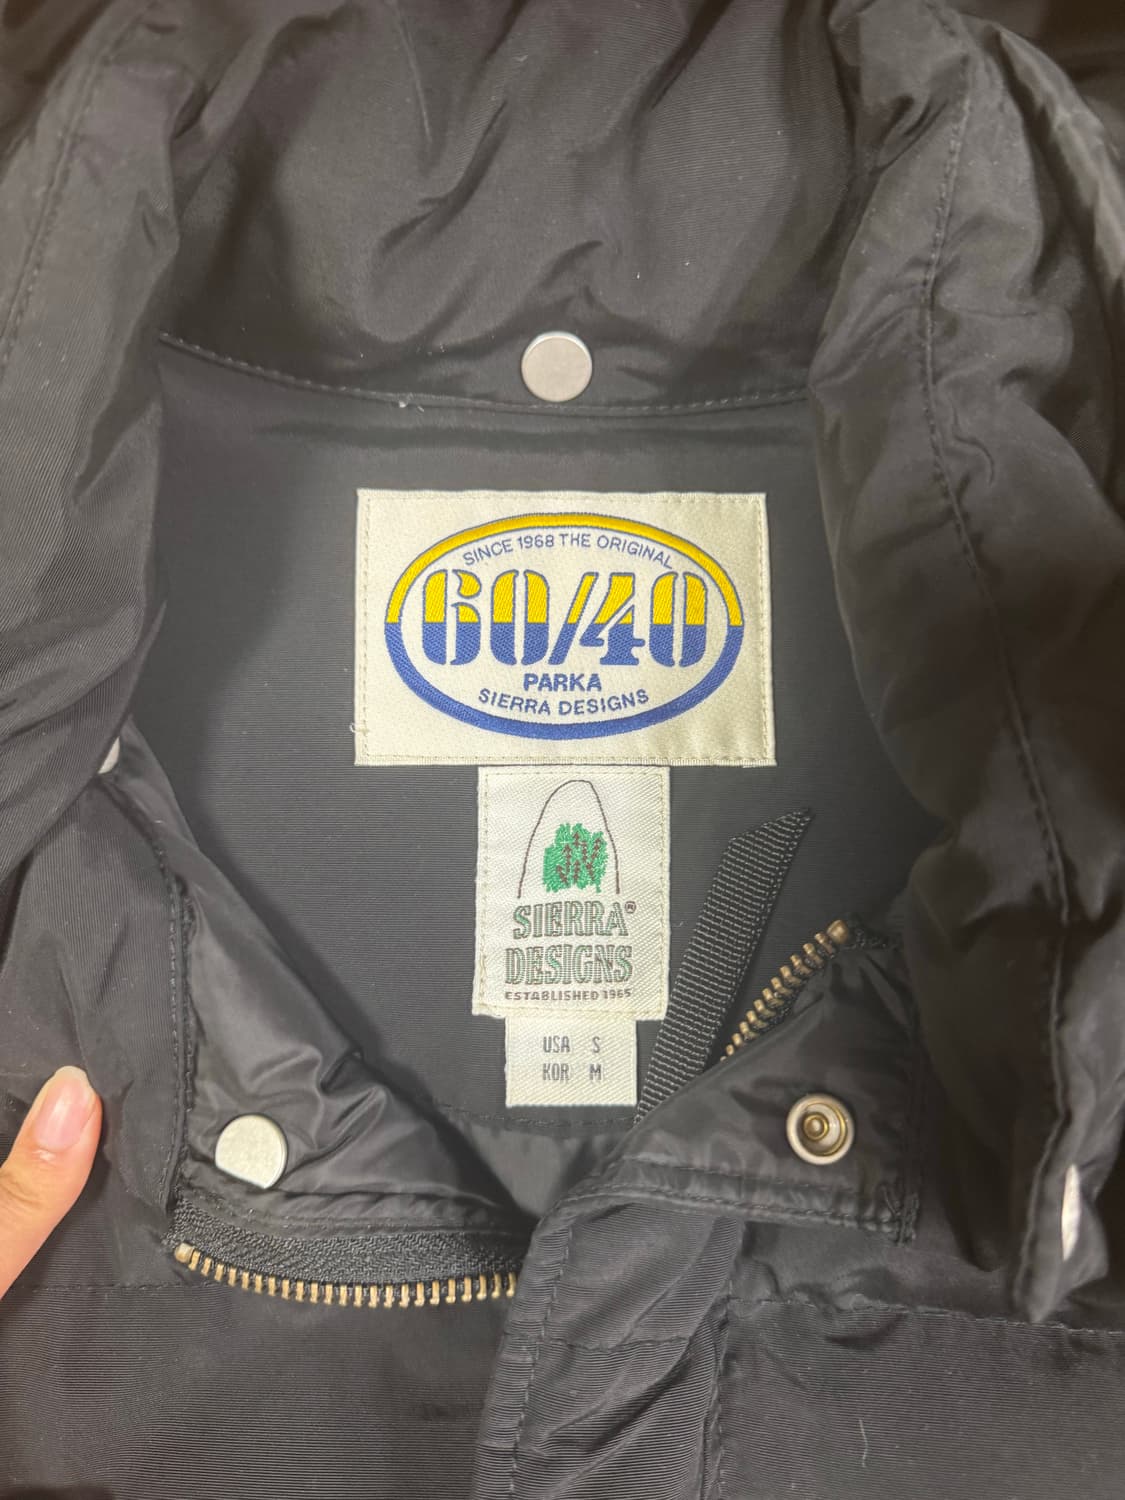 SINCE 1968 THE ORIGINAL
60/40
PARKA
SIERRA DESIGNS
SIERRA®
DESIGNS
ESTABLISHED 1965
USA S
KOR M